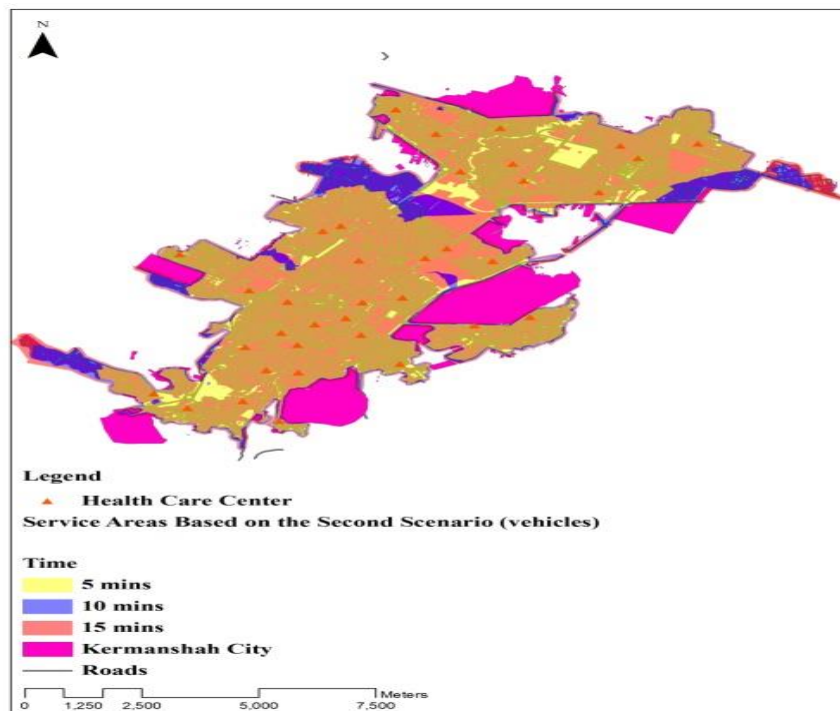 N
Legend
Health Care Center
Service Areas Based on the Second Scenario (vehicles)
Time
5 mins
10 mins
15 mins
Kermanshah City
Roads
Meters
0 1,250 2,500 5,000 7,500